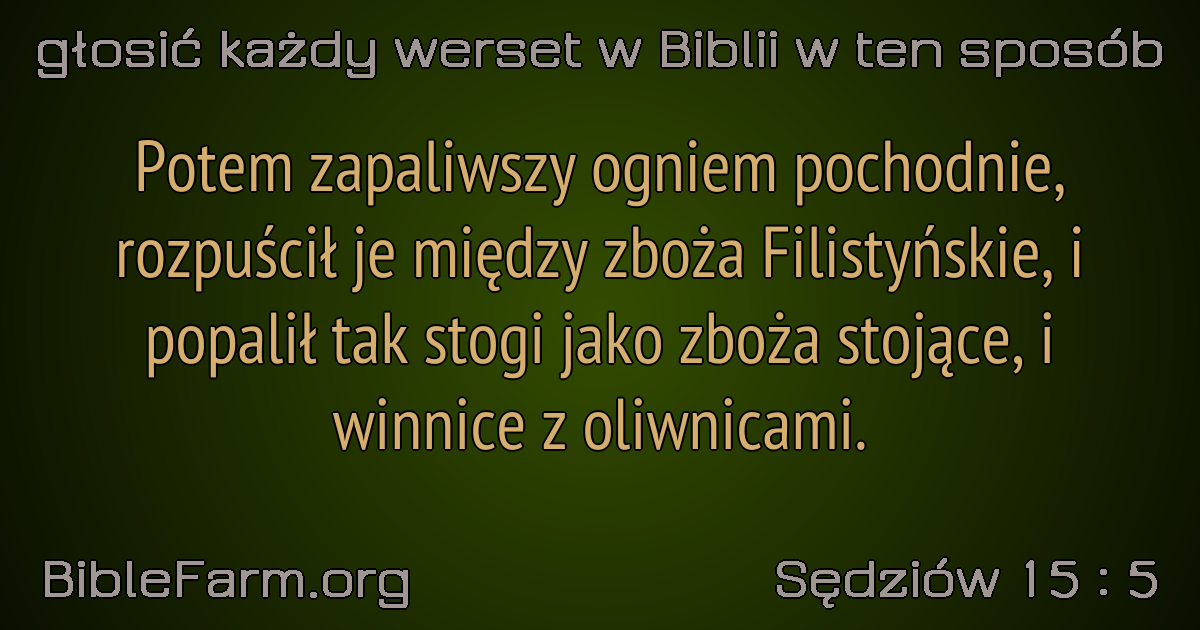 głosić każdy werset w Biblii w ten sposób
Potem zapaliwszy ogniem pochodnie,
rozpuścił je między zboża Filistyńskie, i
popalił tak stogi jako zboża stojące, i
winnice z oliwnicami.
BibleFarm.org
Sędziów 15 : 5